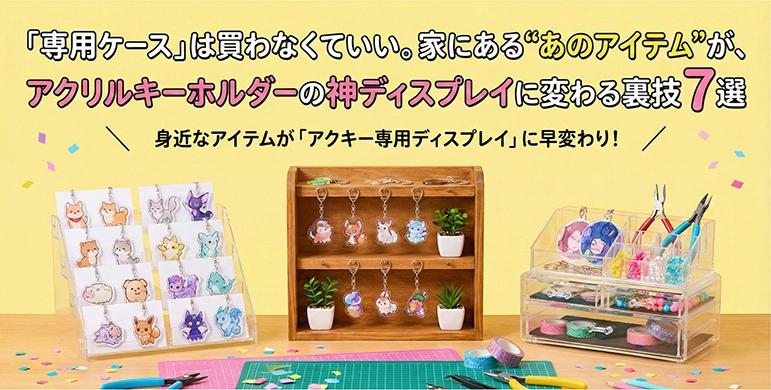 「専用ケース」は買わなくていい。家にある“あのアイテム”が、
アクリルキーホルダーの神ディスプレイに変わる裏技7選
身近なアイテムが「アクキー専用ディスプレイ」に早変わり!